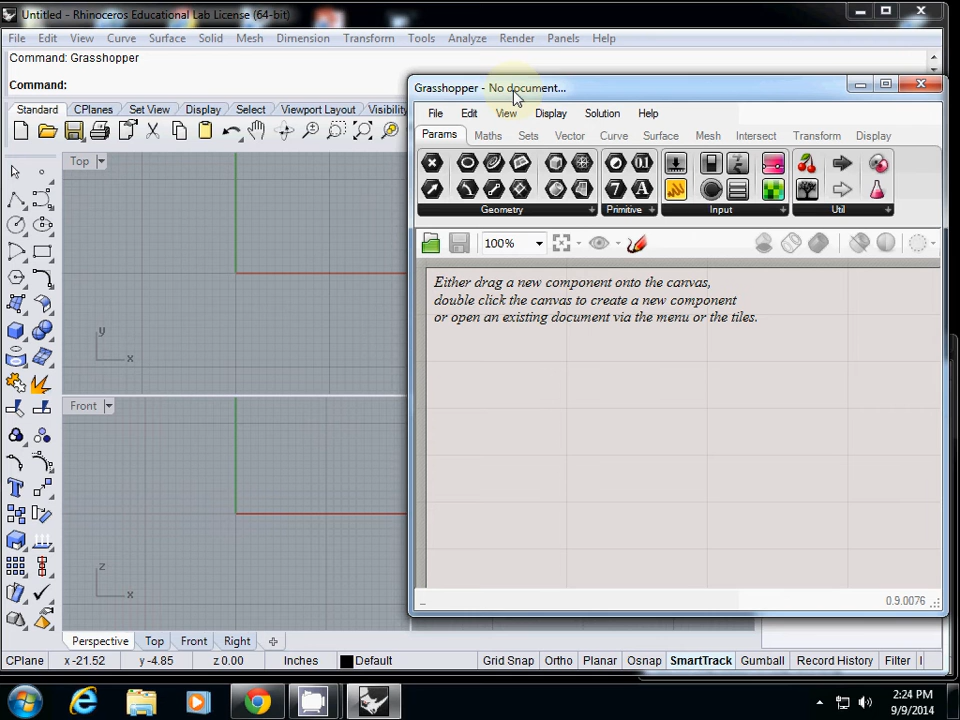 Untitled - Rhinoceros Educational Lab License (64-bit)
File Edit View Curve Surface Solid Mesh Dimension Transform Tools Analyze Render Panels Help
Command: Grasshopper
Command:
Standard CPlanes Set View Display Select Viewport Layout Visibility
Top
Grasshopper - No document...
File Edit View Display Solution Help
Params Maths Sets Vector Curve Surface Mesh Intersect Transform Display
Geometry Primitive Input Util
100%
Either drag a new component onto the canvas,
double click the canvas to create a new component
or open an existing document via the menu or the tiles.
y
x
Front
z
x
0.9.0076
Perspective Top Front Right
CPlane x -21.52 y -4.85 z 0.00 Inches Default Grid Snap Ortho Planar Osnap SmartTrack Gumball Record History Filter
2:24 PM
9/9/2014